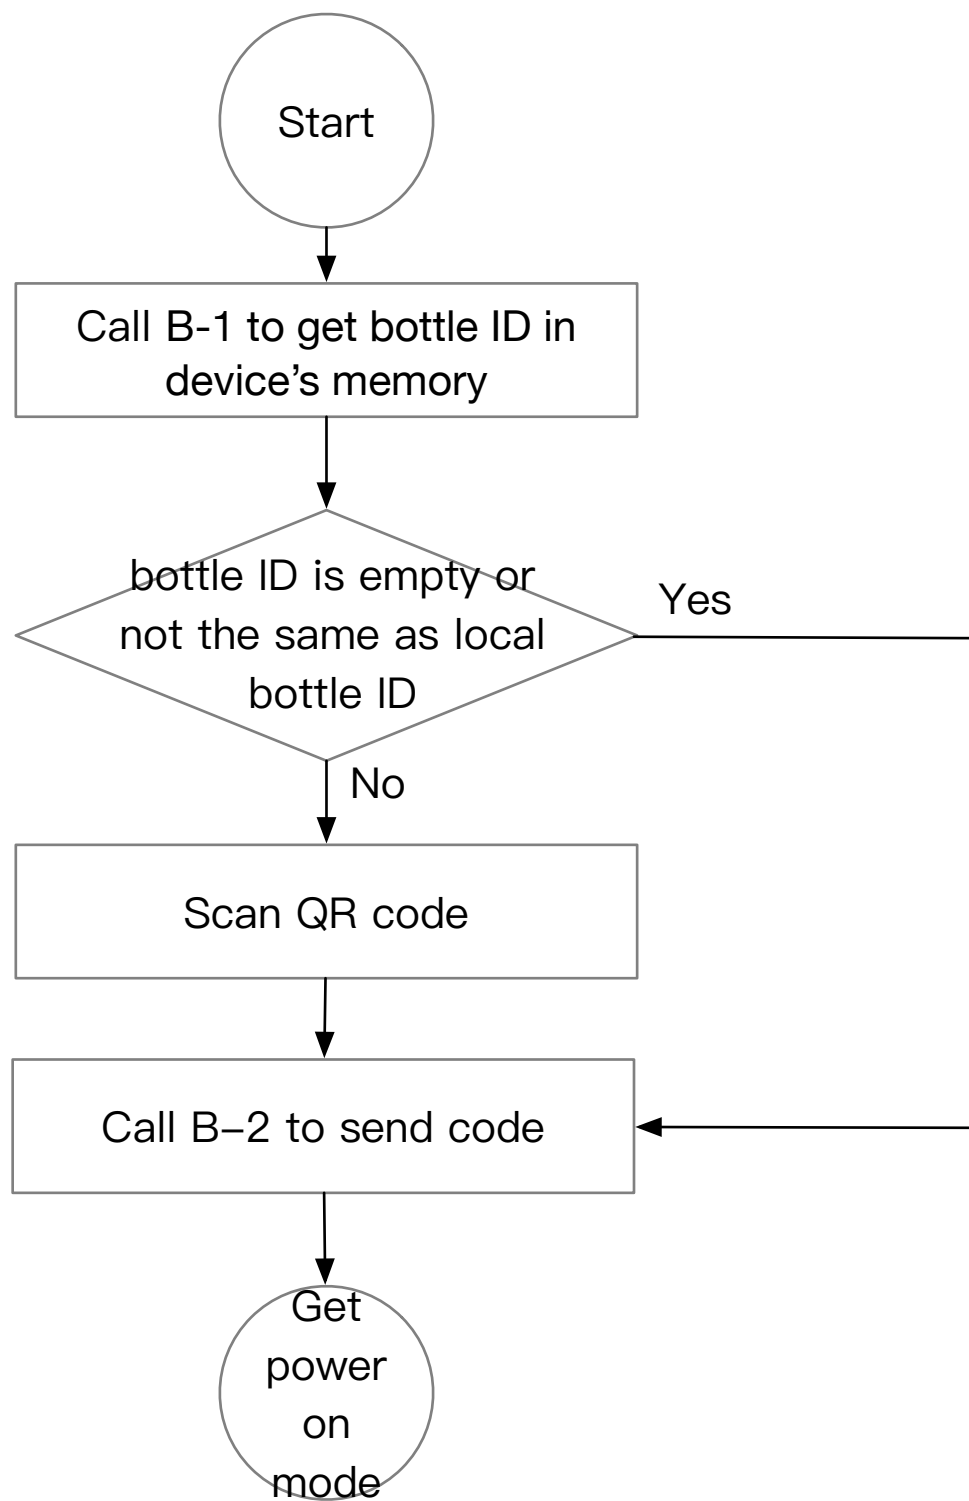 Start
Call B-1 to get bottle ID in
device’s memory
bottle ID is empty or
not the same as local
bottle ID
Yes
No
Scan QR code
Call B–2 to send code
Get
power
on
mode